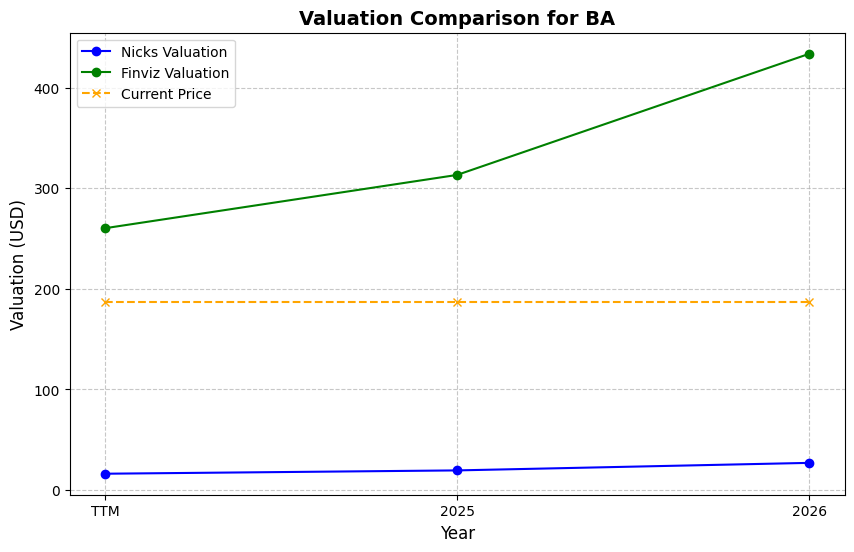 Valuation Comparison for BA
Nicks Valuation
Finviz Valuation
Current Price
Valuation (USD)
400
300
200
100
0
TTM
2025
2026
Year